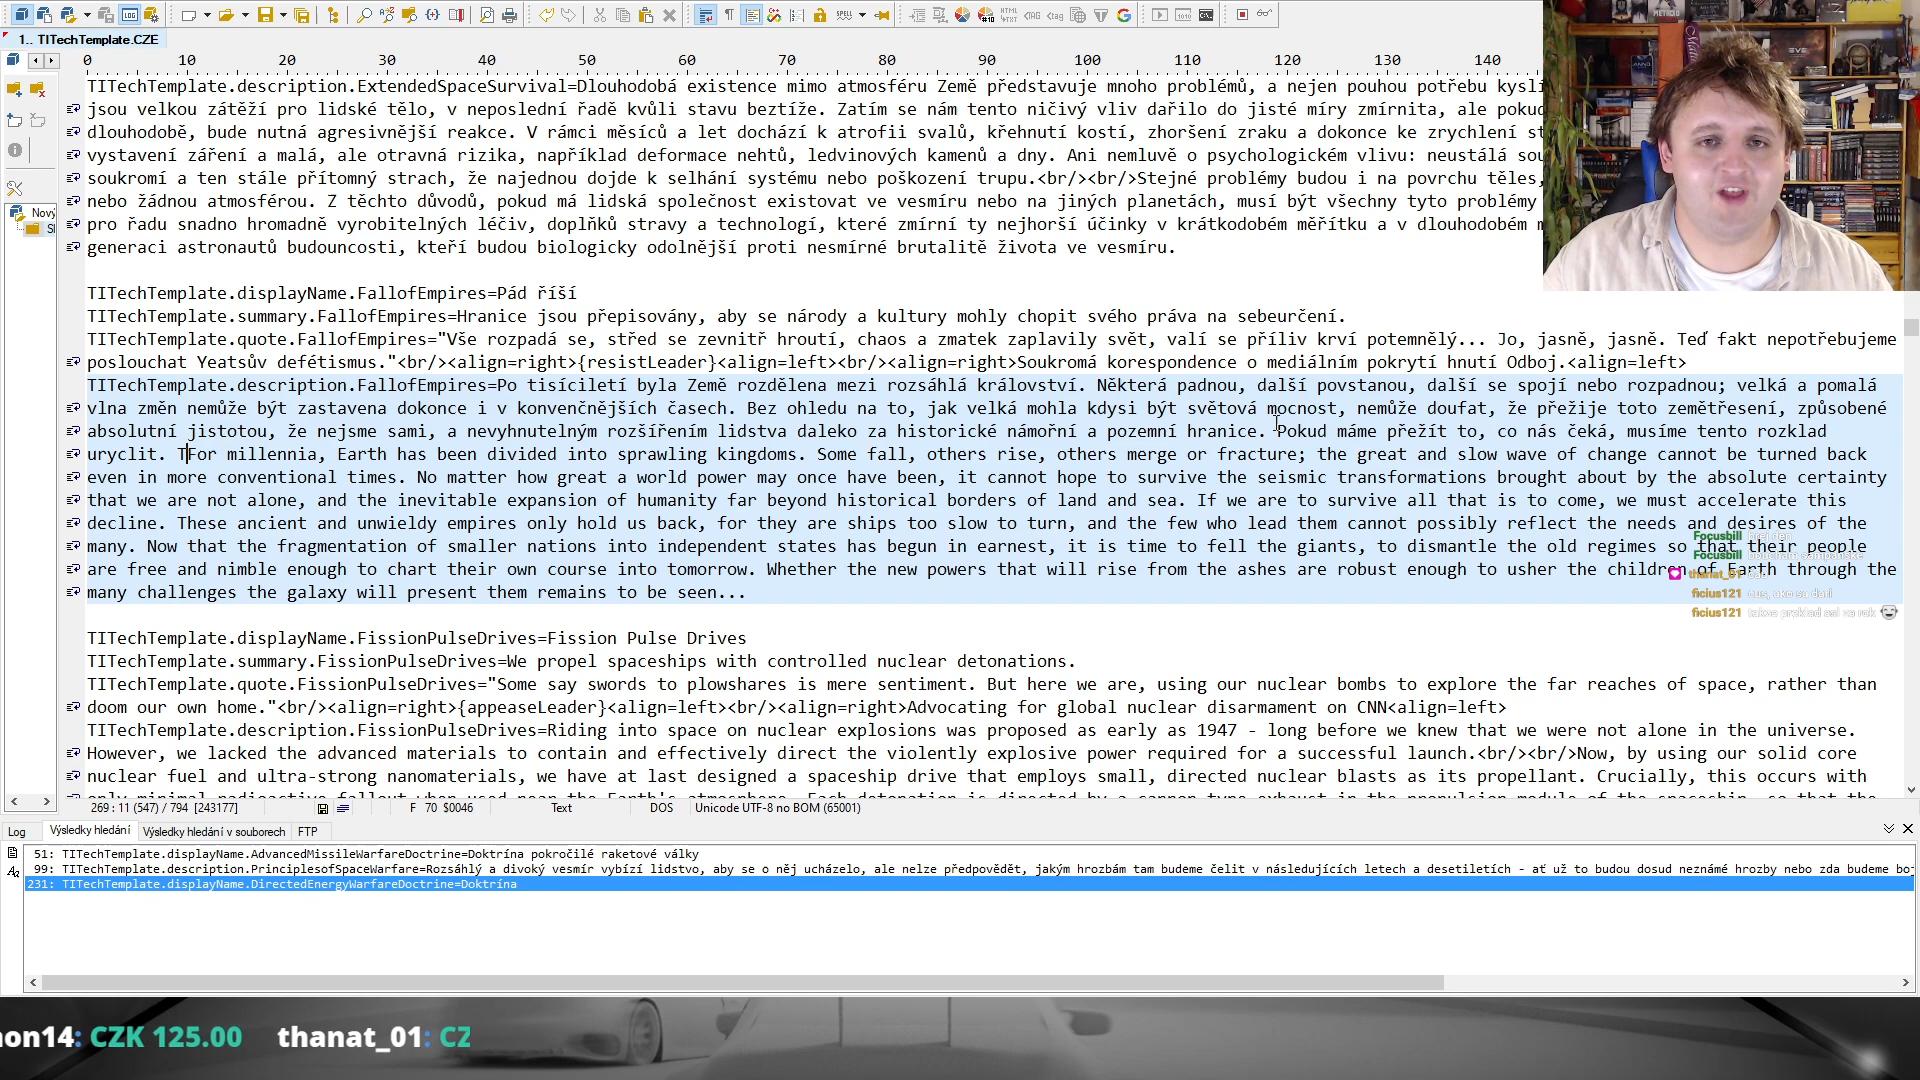 1.. TITechTemplate.CZE
0 10 20 30 40 50 60 70 80 90 100 110 120 130 140
TITechTemplate.description.ExtendedSpaceSurvival=Dlouhodobá existence mimo atmosféru Země představuje mnoho problémů, a nejen pouhou potřebu kyslí
jsou velkou zátěží pro lidské tělo, v neposlední řadě kvůli stavu beztíže. Zatím se nám tento ničivý vliv dařilo do jisté míry zmírnita, ale pokud
dlouhodobě, bude nutná agresivnější reakce. V rámci měsíců a let dochází k atrofii svalů, křehnutí kostí, zhoršení zraku a dokonce ke zrychlení st
vystavení záření a malá, ale otravná rizika, například deformace nehtů, ledvinových kamenů a dny. Ani nemluvě o psychologickém vlivu: neustálá sou
soukromí a ten stále přítomný strach, že najednou dojde k selhání systému nebo poškození trupu.<br/><br/>Stejné problémy budou i na povrchu těles,
nebo žádnou atmosférou. Z těchto důvodů, pokud má lidská společnost existovat ve vesmíru nebo na jiných planetách, musí být všechny tyto problémy
pro řadu snadno hromadně vyrobitelných léčiv, doplňků stravy a technologí, které zmírní ty nejhorší účinky v krátkodobém měřítku a v dlouhodobém m
generaci astronautů budouncosti, kteří budou biologicky odolnější proti nesmírné brutalitě života ve vesmíru.
TITechTemplate.displayName.FallofEmpires=Pád říší
TITechTemplate.summary.FallofEmpires=Hranice jsou přepisovány, aby se národy a kultury mohly chopit svého práva na sebeurčení.
TITechTemplate.quote.FallofEmpires="Vše rozpadá se, střed se zevnitř hroutí, chaos a zmatek zaplavily svět, valí se příliv krví potemnělý... Jo, jasně, jasně. Teď fakt nepotřebujeme
poslouchat Yeatsův defétismus."<br/><align=right>{resistLeader}<align=left><br/><align=right>Soukromá korespondence o mediálním pokrytí hnutí Odboj.<align=left>
TITechTemplate.description.FallofEmpires=Po tisíciletí byla Země rozdělena mezi rozsáhlá království. Některá padnou, další povstanou, další se spojí nebo rozpadnou; velká a pomalá
vlna změn nemůže být zastavena dokonce i v konvenčnějších časech. Bez ohledu na to, jak velká mohla kdysi být světová mocnost, nemůže doufat, že přežije toto zemětřesení, způsobené
absolutní jistotou, že nejsme sami, a nevyhnutelným rozšířením lidstva daleko za historické námořní a pozemní hranice. Pokud máme přežít to, co nás čeká, musíme tento rozklad
uryclit. TFor millennia, Earth has been divided into sprawling kingdoms. Some fall, others rise, others merge or fracture; the great and slow wave of change cannot be turned back
even in more conventional times. No matter how great a world power may once have been, it cannot hope to survive the seismic transformations brought about by the absolute certainty
that we are not alone, and the inevitable expansion of humanity far beyond historical borders of land and sea. If we are to survive all that is to come, we must accelerate this
decline. These ancient and unwieldy empires only hold us back, for they are ships too slow to turn, and the few who lead them cannot possibly reflect the needs and desires of the
many. Now that the fragmentation of smaller nations into independent states has begun in earnest, it is time to fell the giants, to dismantle the old regimes so that their people
are free and nimble enough to chart their own course into tomorrow. Whether the new powers that will rise from the ashes are robust enough to usher the children of Earth through the
many challenges the galaxy will present them remains to be seen...
Focusbill
Focusbill
thanat_01
ficius121
ficius121
TITechTemplate.displayName.FissionPulseDrives=Fission Pulse Drives
TITechTemplate.summary.FissionPulseDrives=We propel spaceships with controlled nuclear detonations.
TITechTemplate.quote.FissionPulseDrives="Some say swords to plowshares is mere sentiment. But here we are, using our nuclear bombs to explore the far reaches of space, rather than
doom our own home."<br/><align=right>{appeaseLeader}<align=left><br/><align=right>Advocating for global nuclear disarmament on CNN<align=left>
TITechTemplate.description.FissionPulseDrives=Riding into space on nuclear explosions was proposed as early as 1947 - long before we knew that we were not alone in the universe.
However, we lacked the advanced materials to contain and effectively direct the violently explosive power required for a successful launch.<br/><br/>Now, by using our solid core
nuclear fuel and ultra-strong nanomaterials, we have at last designed a spaceship drive that employs small, directed nuclear blasts as its propellant. Crucially, this occurs with
Nový
269 : 11 (547) / 794 [243177] F 70 $0046 Text DOS Unicode UTF-8 no BOM (65001)
Log Výsledky hledání Výsledky hledání v souborech FTP
51: TITechTemplate.displayName.AdvancedMissileWarfareDoctrine=Doktrína pokročilé raketové války
99: TITechTemplate.description.PrinciplesofSpaceWarfare=Rozsáhlý a divoký vesmír vybízí lidstvo, aby se o něj ucházelo, ale nelze předpovědět, jakým hrozbám tam budeme čelit v následujících letech a desetiletích - ať už to budou dosud neznámé hrozby nebo zda budeme bo
231: TITechTemplate.displayName.DirectedEnergyWarfareDoctrine=Doktrína
non14: CZK 125.00 thanat_01: CZ